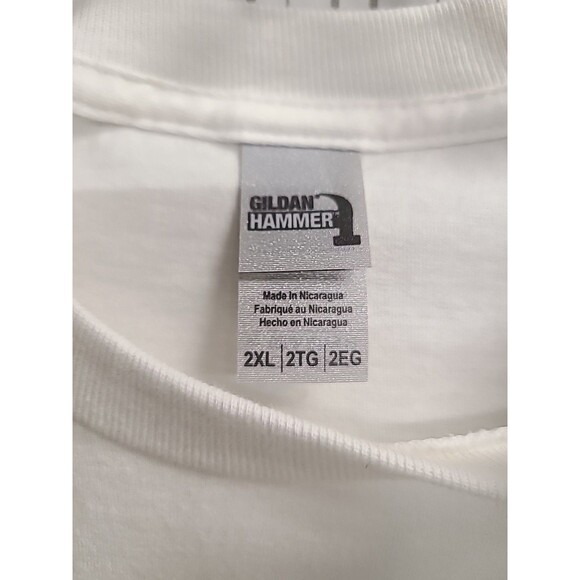 GILDAN
HAMMER
Made in Nicaragua
Fabriqué au Nicaragua
Hecho en Nicaragua
2XL | 2TG | 2EG